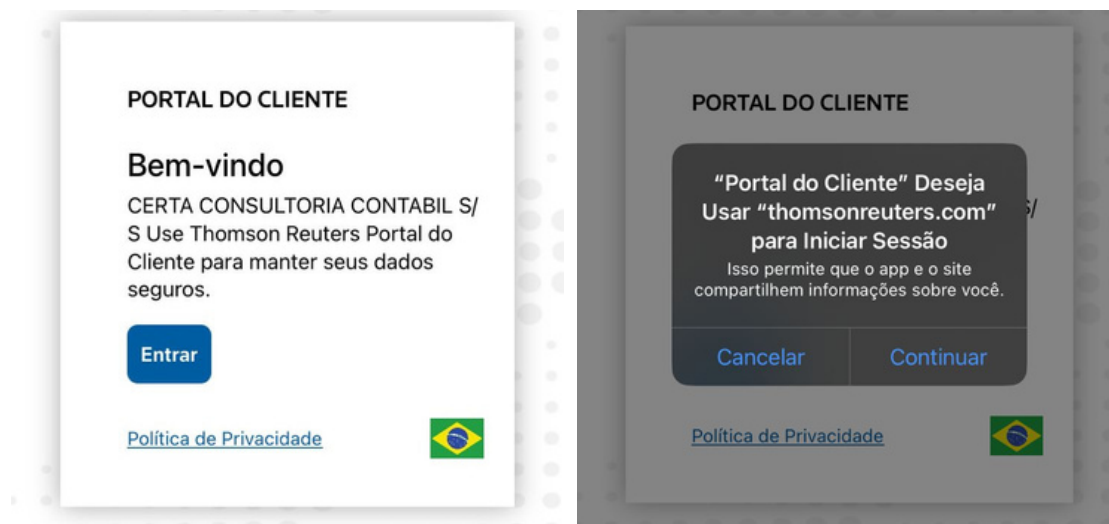 PORTAL DO CLIENTE
Bem-vindo
CERTA CONSULTORIA CONTABIL S/
S Use Thomson Reuters Portal do
Cliente para manter seus dados
seguros.
Entrar
Política de Privacidade
PORTAL DO CLIENTE
"Portal do Cliente" Deseja
Usar "thomsonreuters.com"
para Iniciar Sessão
Isso permite que o app e o site
compartilhem informações sobre você.
S/
Cancelar
Continuar
Política de Privacidade